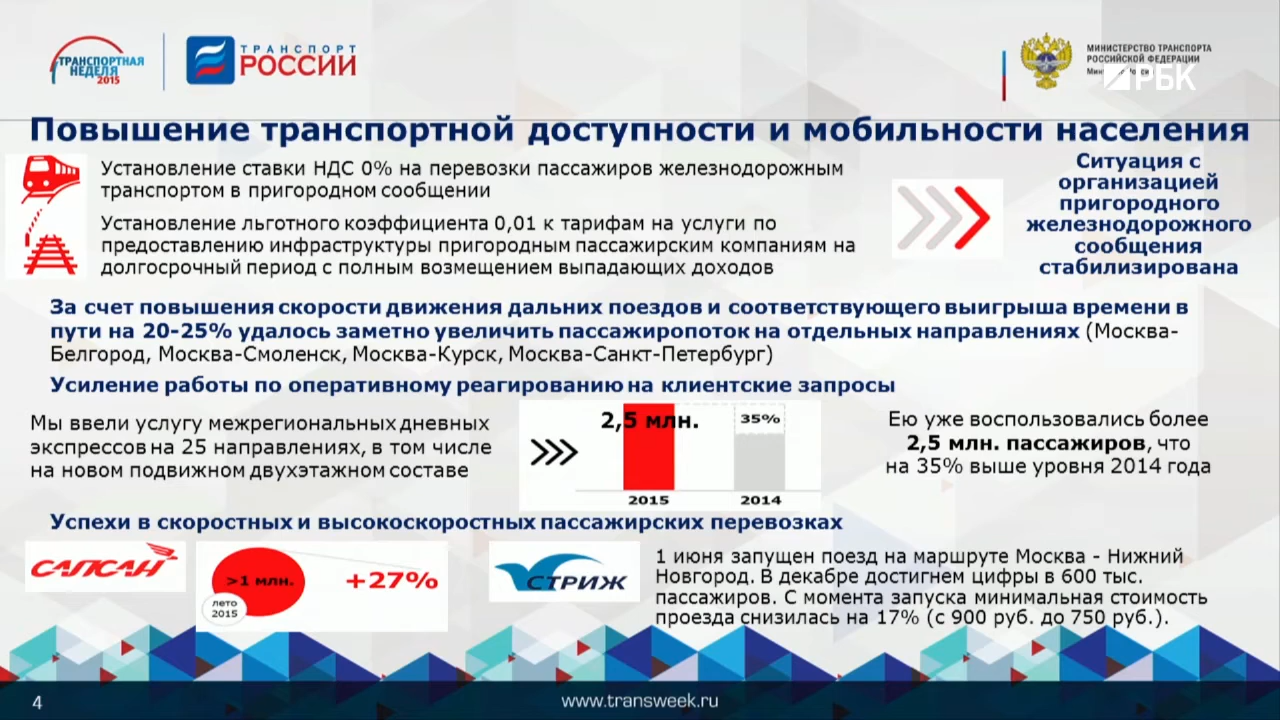 ТРАНСПОРТНАЯ
НЕДЕЛЯ
2015
ТРАНСПОРТ
РОССИИ
МИНИСТЕРСТВО ТРАНСПОРТА
РОССИЙСКОЙ ФЕДЕРАЦИИ
РБК
Повышение транспортной доступности и мобильности населения
Установление ставки НДС 0% на перевозки пассажиров железнодорожным
транспортом в пригородном сообщении
Установление льготного коэффициента 0,01 к тарифам на услуги по
предоставлению инфраструктуры пригородным пассажирским компаниям на
долгосрочный период с полным возмещением выпадающих доходов
Ситуация с
организацией
пригородного
железнодорожного
сообщения
стабилизирована
За счет повышения скорости движения дальних поездов и соответствующего выигрыша времени в
пути на 20-25% удалось заметно увеличить пассажиропоток на отдельных направлениях (Москва-
Белгород, Москва-Смоленск, Москва-Курск, Москва-Санкт-Петербург)
Усиление работы по оперативному реагированию на клиентские запросы
Мы ввели услугу межрегиональных дневных
экспрессов на 25 направлениях, в том числе
на новом подвижном двухэтажном составе
2,5 млн.
35%
2015
2014
Ею уже воспользовались более
2,5 млн. пассажиров, что
на 35% выше уровня 2014 года
Успехи в скоростных и высокоскоростных пассажирских перевозках
САПСАН
>1 млн.
+27%
лето
2015
СТРИЖ
1 июня запущен поезд на маршруте Москва - Нижний
Новгород. В декабре достигнем цифры в 600 тыс.
пассажиров. С момента запуска минимальная стоимость
проезда снизилась на 17% (с 900 руб. до 750 руб.).
4
www.transweek.ru